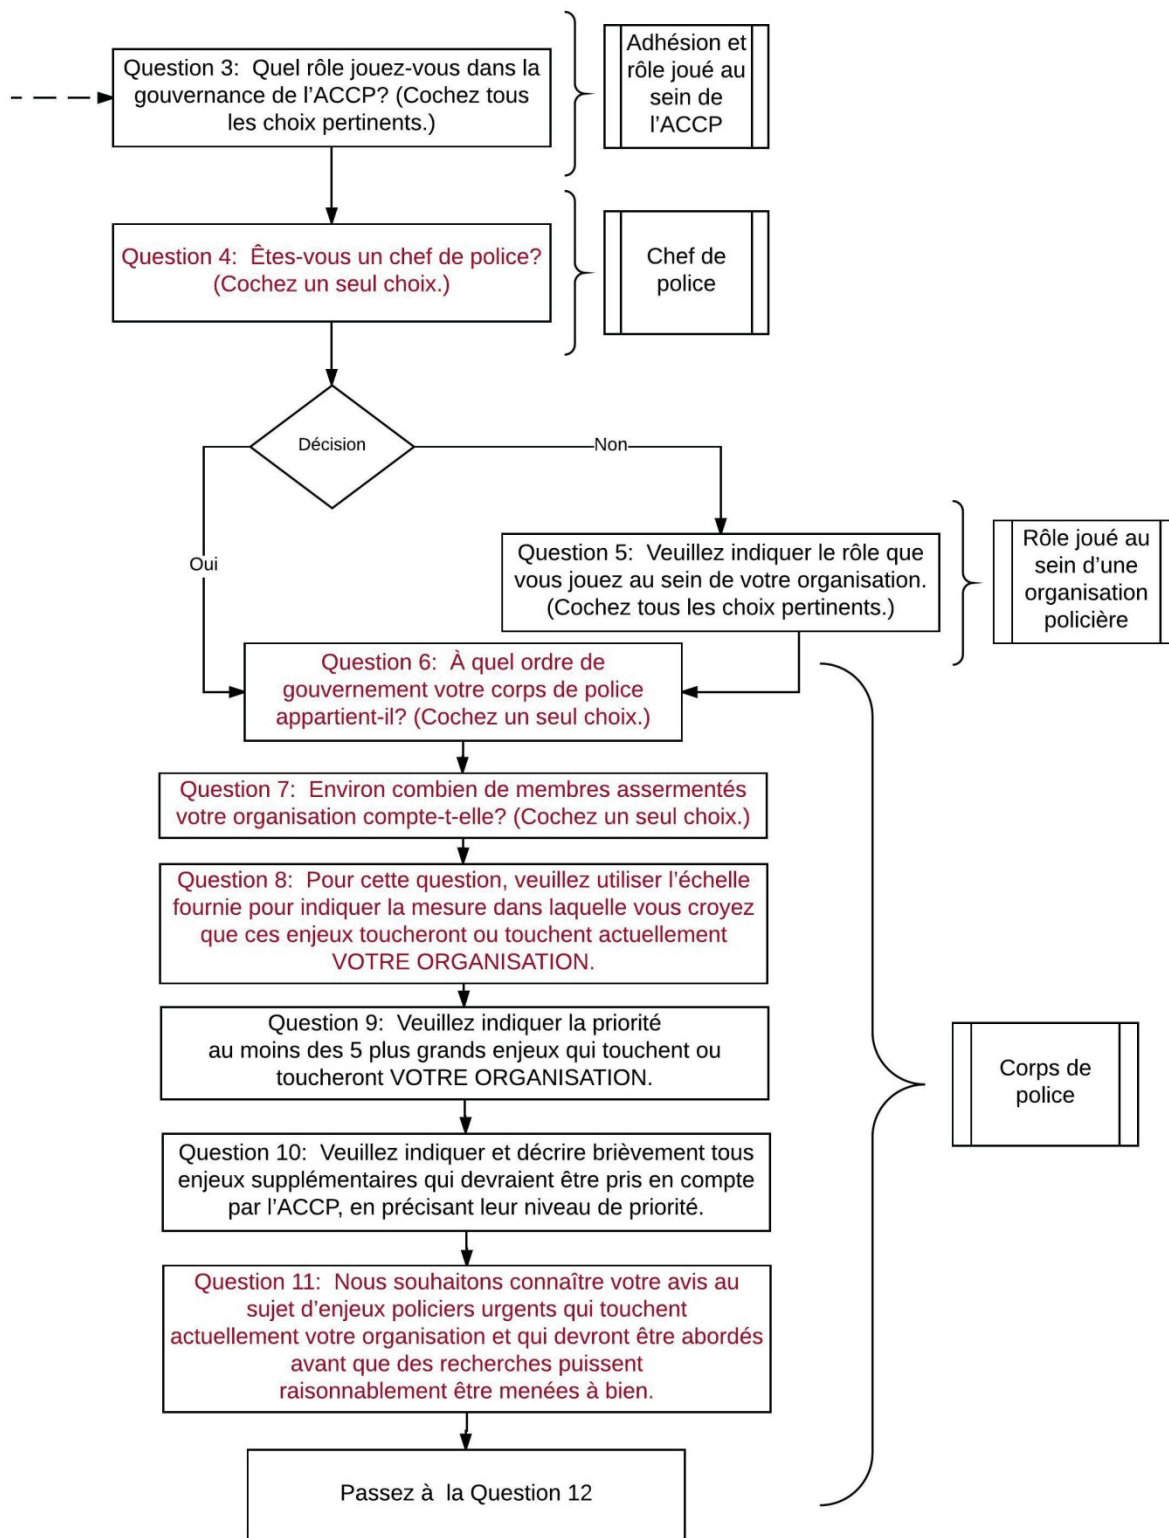 Question 3:  Quel rôle jouez-vous dans la
gouvernance de l'ACCP? (Cochez tous
les choix pertinents.)
Adhésion et
rôle joué au
sein de
l'ACCP
Question 4:  Êtes-vous un chef de police?
(Cochez un seul choix.)
Chef de
police
Décision
Non
Oui
Question 5:  Veuillez indiquer le rôle que
vous jouez au sein de votre organisation.
(Cochez tous les choix pertinents.)
Rôle joué au
sein d'une
organisation
policière
Question 6:  À quel ordre de
gouvernement votre corps de police
appartient-il? (Cochez un seul choix.)
Question 7:  Environ combien de membres assermentés
votre organisation compte-t-elle? (Cochez un seul choix.)
Question 8:  Pour cette question, veuillez utiliser l'échelle
fournie pour indiquer la mesure dans laquelle vous croyez
que ces enjeux toucheront ou touchent actuellement
VOTRE ORGANISATION.
Question 9:  Veuillez indiquer la priorité
au moins des 5 plus grands enjeux qui touchent ou
toucheront VOTRE ORGANISATION.
Corps de
police
Question 10:  Veuillez indiquer et décrire brièvement tous
enjeux supplémentaires qui devraient être pris en compte
par l'ACCP, en précisant leur niveau de priorité.
Question 11:  Nous souhaitons connaître votre avis au
sujet d'enjeux policiers urgents qui touchent
actuellement votre organisation et qui devront être abordés
avant que des recherches puissent
raisonnablement être menées à bien.
Passez à  la Question 12